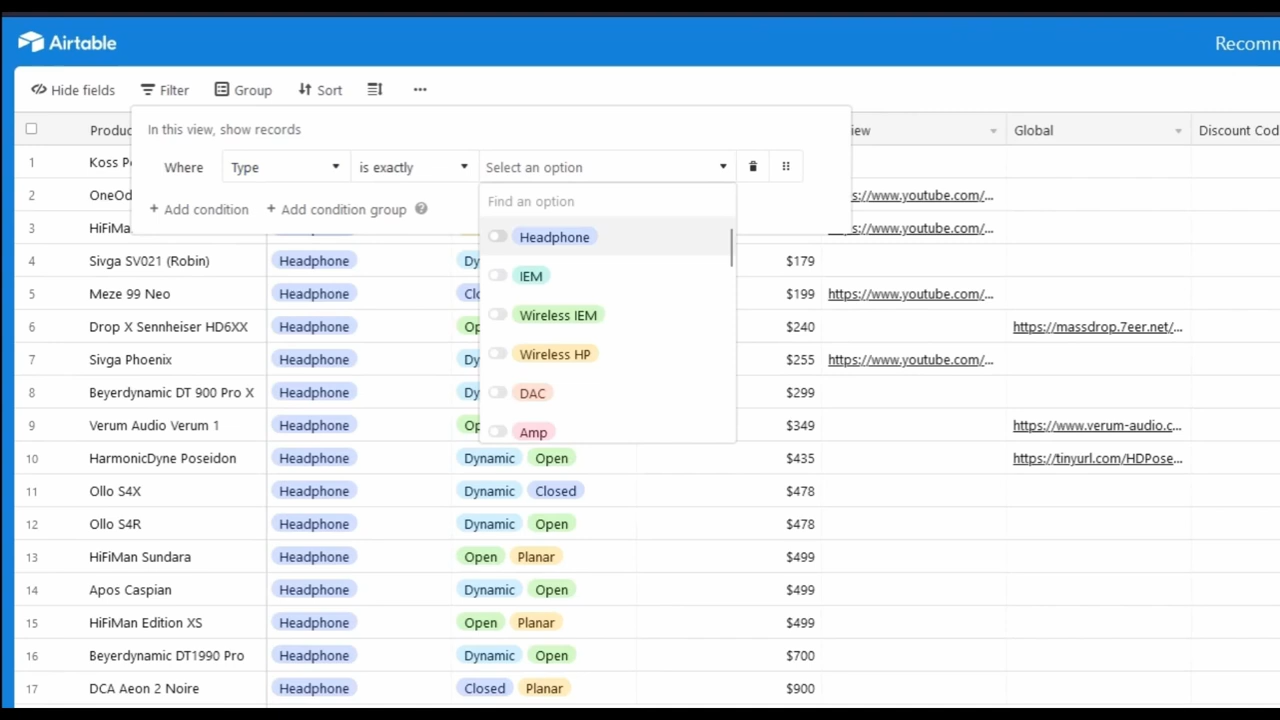 Airtable
Recomm
Hide fields Filter Group Sort
Produc iew Global Discount Cod
In this view, show records
Where Type is exactly Select an option
+ Add condition + Add condition group
Find an option
Headphone
IEM
Wireless IEM
Wireless HP
DAC
Amp
1 Koss P
2 OneOd s://www.youtube.com/...
3 HiFiMa s://www.youtube.com/...
4 Sivga SV021 (Robin) Headphone Dy $179
5 Meze 99 Neo Headphone Clo $199 https://www.youtube.com/...
6 Drop X Sennheiser HD6XX Headphone Op $240 https://massdrop.7eer.net/...
7 Sivga Phoenix Headphone Dy $255 https://www.youtube.com/...
8 Beyerdynamic DT 900 Pro X Headphone Dy $299
9 Verum Audio Verum 1 Headphone Op $349 https://www.verum-audio.c...
10 HarmonicDyne Poseidon Headphone Dynamic Open $435 https://tinyurl.com/HDPose...
11 Ollo S4X Headphone Dynamic Closed $478
12 Ollo S4R Headphone Dynamic Open $478
13 HiFiMan Sundara Headphone Open Planar $499
14 Apos Caspian Headphone Dynamic Open $499
15 HiFiMan Edition XS Headphone Open Planar $499
16 Beyerdynamic DT1990 Pro Headphone Dynamic Open $700
17 DCA Aeon 2 Noire Headphone Closed Planar $900